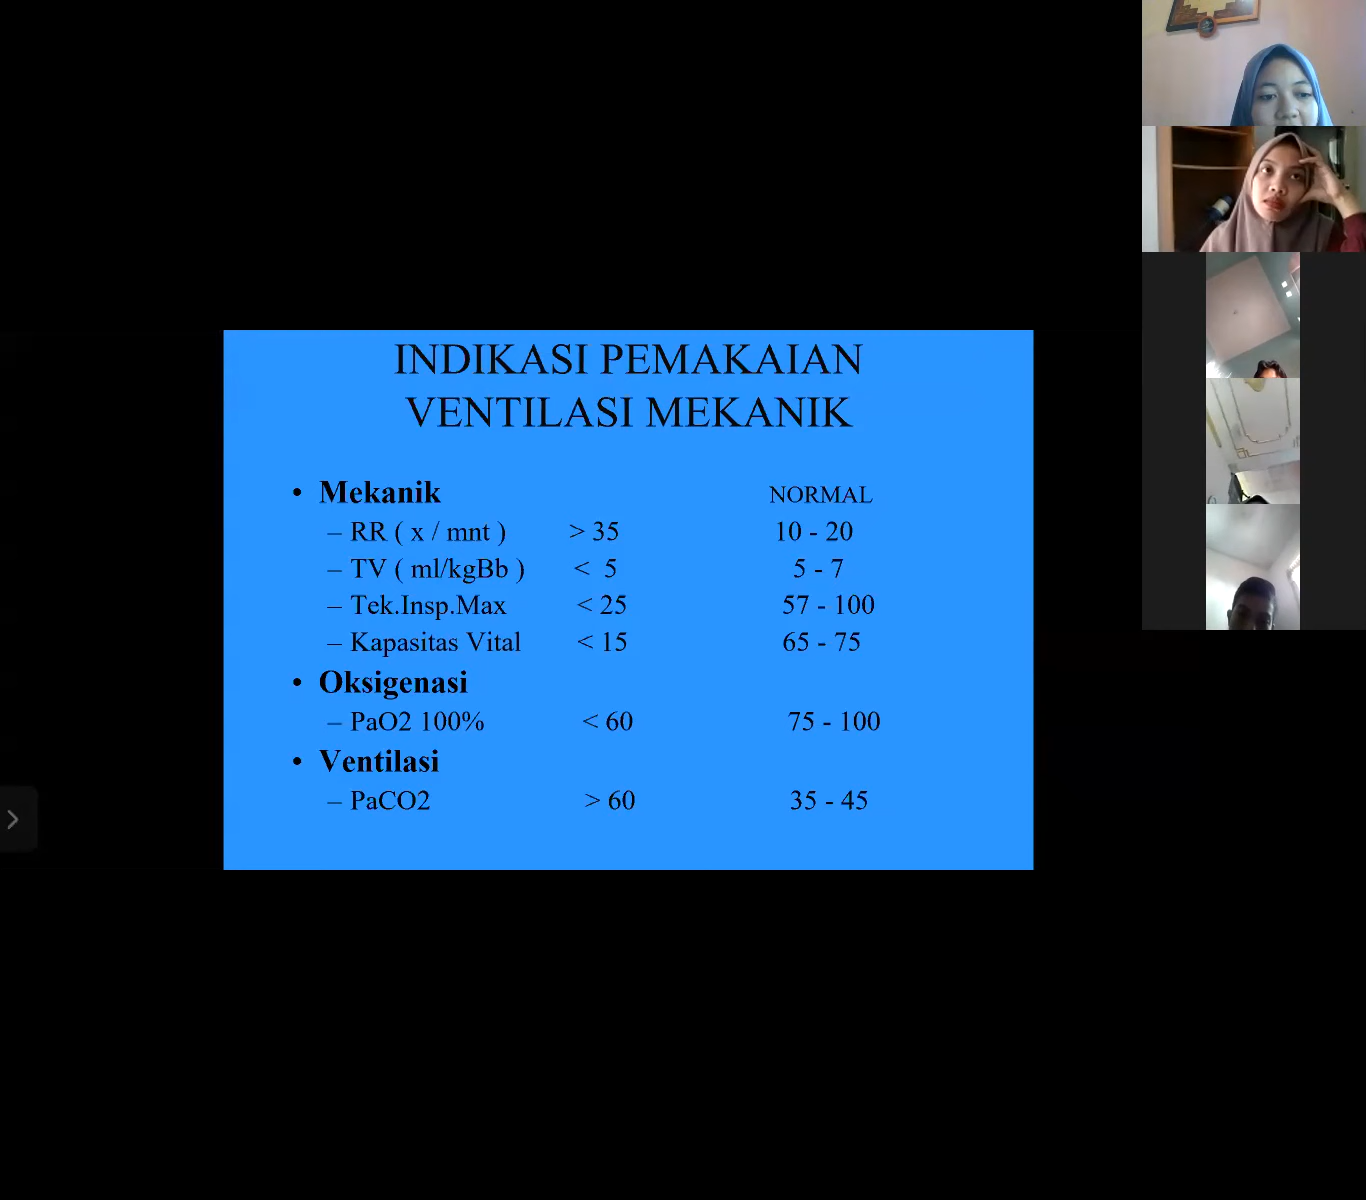 INDIKASI PEMAKAIAN
VENTILASI MEKANIK
• Mekanik NORMAL
– RR ( x / mnt ) > 35 10 - 20
– TV ( ml/kgBb ) < 5 5 - 7
– Tek.Insp.Max < 25 57 - 100
– Kapasitas Vital < 15 65 - 75
• Oksigenasi
– PaO2 100% < 60 75 - 100
• Ventilasi
– PaCO2 > 60 35 - 45